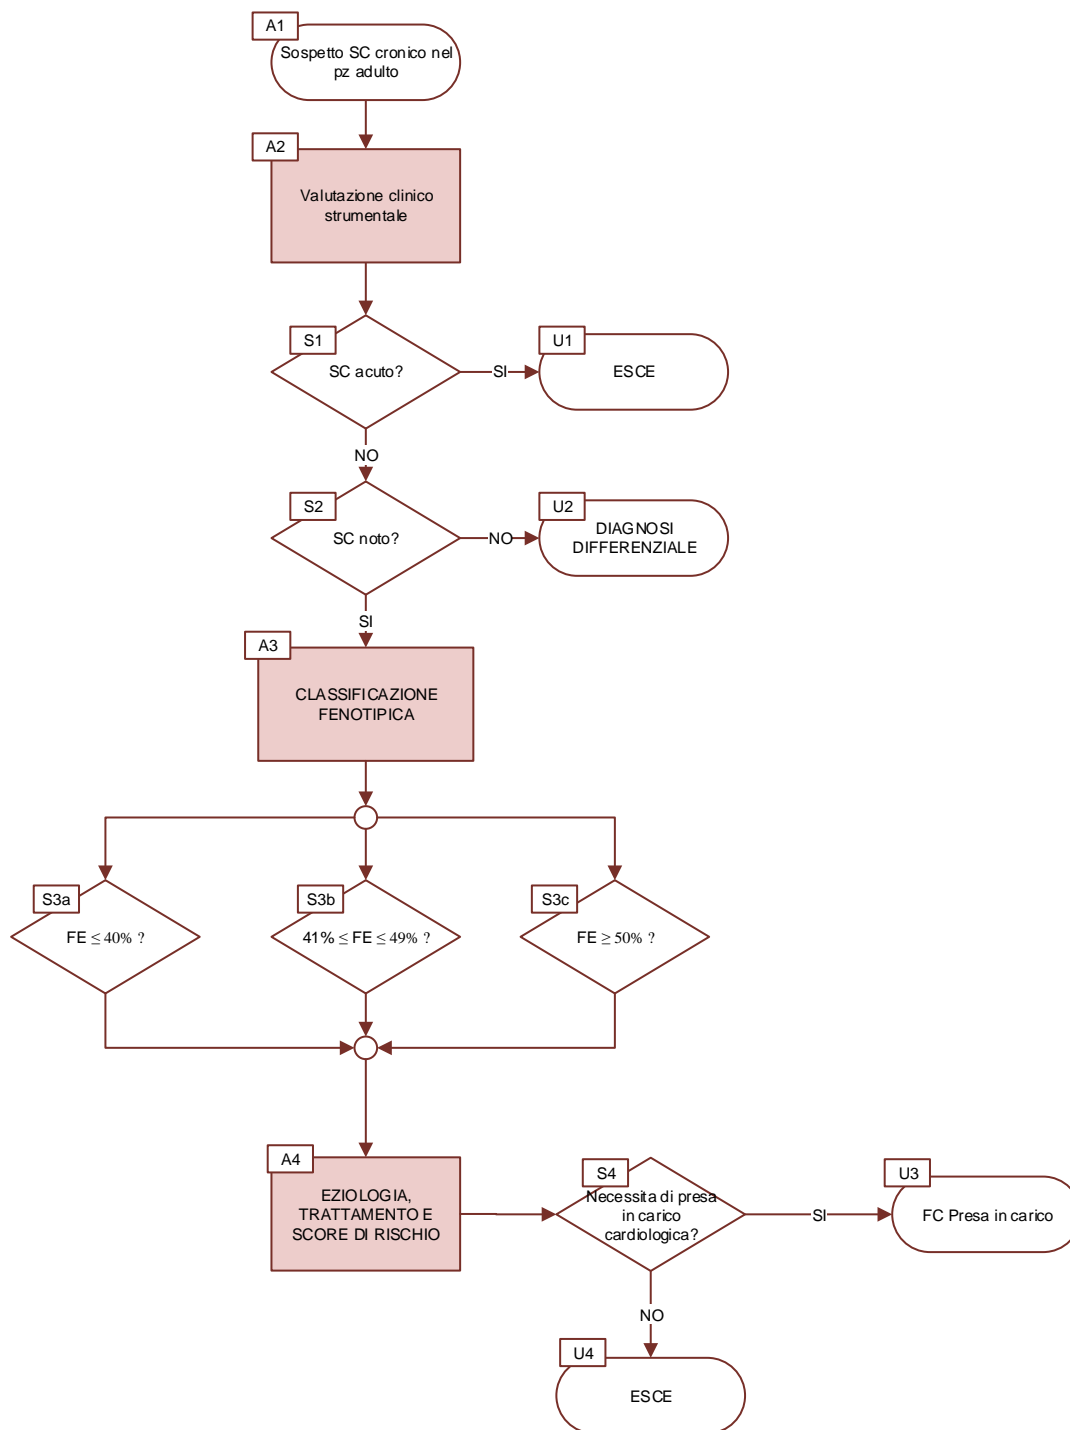 A1
Sospetto SC cronico nel
pz adulto
A2
Valutazione clinico
strumentale
S1
SC acuto?
SI
U1
ESCE
NO
S2
SC noto?
NO
U2
DIAGNOSI
DIFFERENZIALE
SI
A3
CLASSIFICAZIONE
FENOTIPICA
S3a
FE ≤ 40% ?
S3b
41% ≤ FE ≤ 49% ?
S3c
FE ≥ 50% ?
A4
EZIOLOGIA,
TRATTAMENTO E
SCORE DI RISCHIO
S4
Necessita di presa
in carico
cardiologica?
SI
U3
FC Presa in carico
NO
U4
ESCE